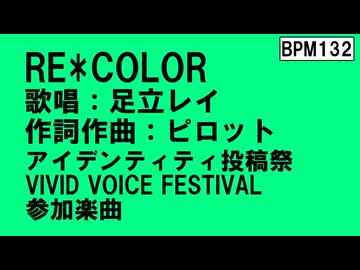 BPM132
RE*COLOR
歌唱：足立レイ
作詞作曲：ピロット
アイデンティティ投稿祭
VIVID VOICE FESTIVAL
参加楽曲